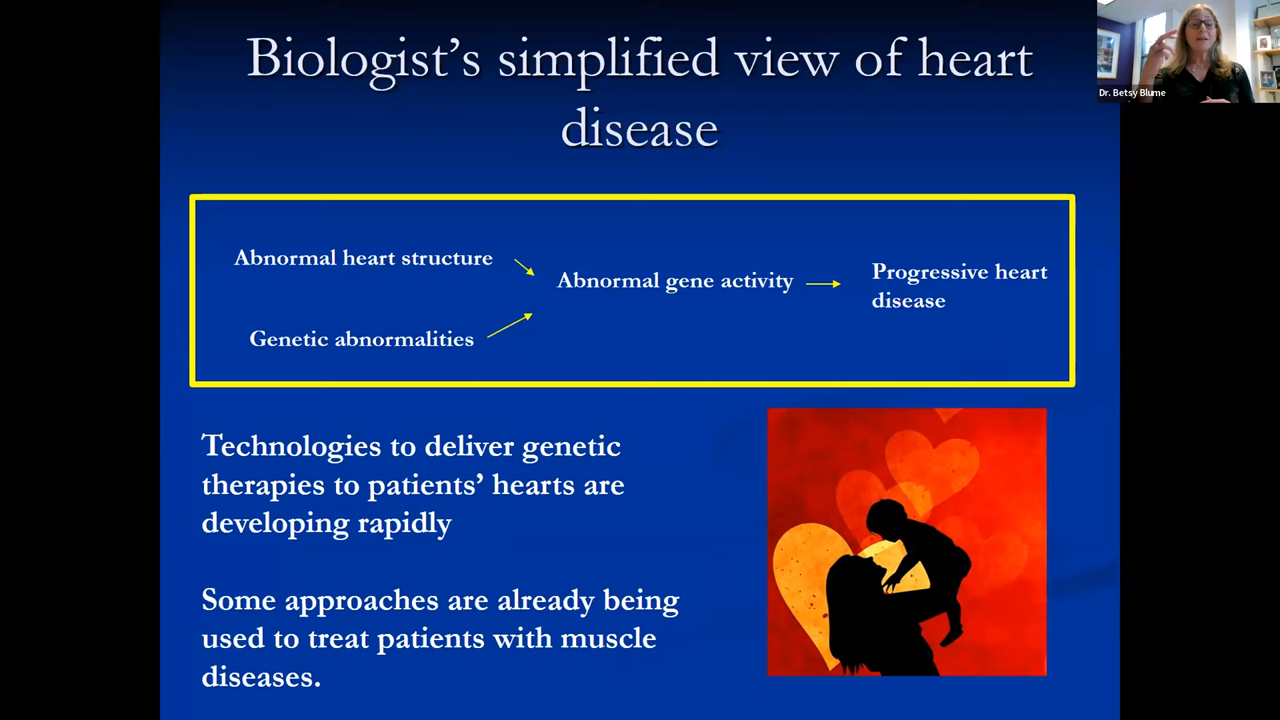 Biologist’s simplified view of heart
disease
Dr. Betsy Blume
Abnormal heart structure
Genetic abnormalities
Abnormal gene activity
Progressive heart
disease
Technologies to deliver genetic
therapies to patients’ hearts are
developing rapidly
Some approaches are already being
used to treat patients with muscle
diseases.